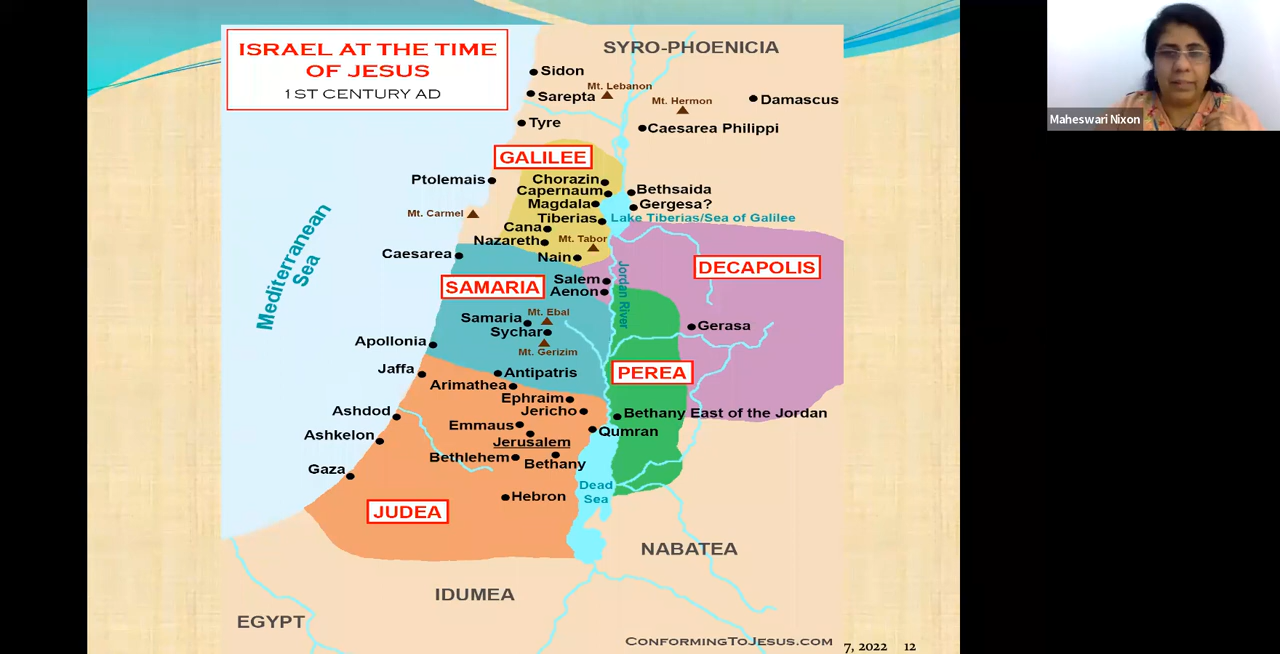 ISRAEL AT THE TIME
OF JESUS
1ST CENTURY AD
SYRO-PHOENICIA
Sidon
Mt. Lebanon
Sarepta
Mt. Hermon
Damascus
Tyre
Caesarea Philippi
Maheswari Nixon
GALILEE
Ptolemais
Chorazin
Capernaum
Bethsaida
Magdala
Gergesa?
Mt. Carmel
Tiberias
Lake Tiberias/Sea of Galilee
Cana
Nazareth
Mt. Tabor
Caesarea
Nain
Mediterranean
Sea
DECAPOLIS
SAMARIA
Salem
Aenon
Jordan River
Samaria
Mt. Ebal
Sychar
Gerasa
Apollonia
Mt. Gerizim
Jaffa
Antipatris
PEREA
Arimathea
Ephraim
Jericho
Ashdod
Bethany East of the Jordan
Emmaus
Qumran
Ashkelon
Jerusalem
Bethlehem
Bethany
Gaza
Dead
Sea
Hebron
JUDEA
NABATEA
IDUMEA
EGYPT
CONFORMINGTOJESUS.COM
7, 2022 12